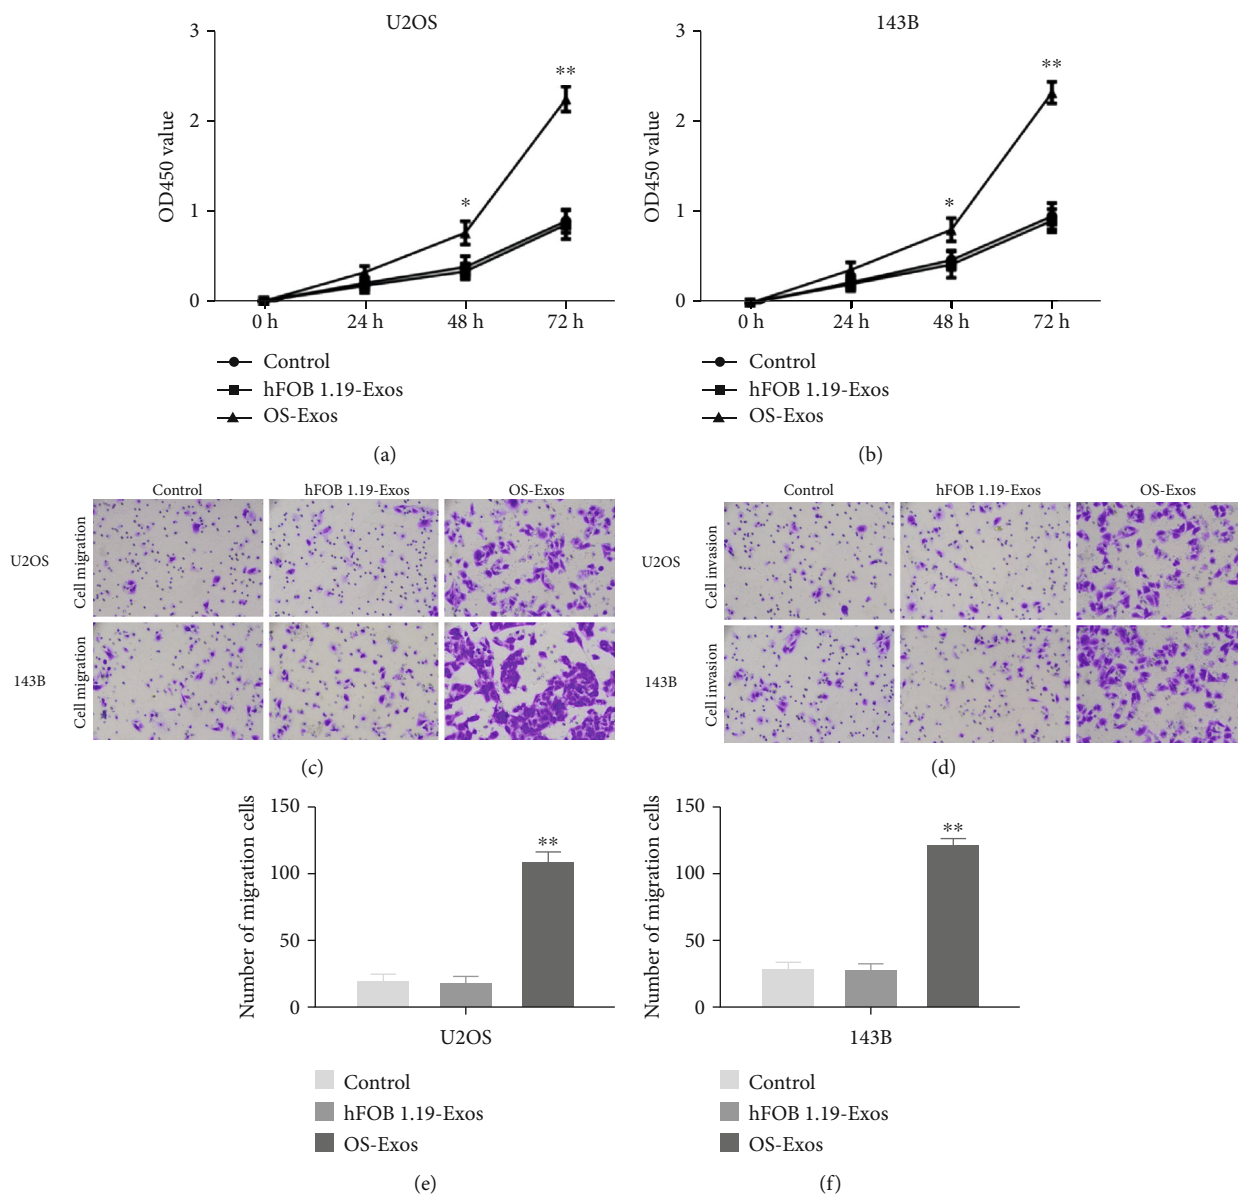 U2OS
3
2
1
0
OD450 value
**
*
0 h 24 h 48 h 72 h
Control
hFOB 1.19-Exos
OS-Exos
(a)
143B
3
2
1
0
OD450 value
**
*
0 h 24 h 48 h 72 h
Control
hFOB 1.19-Exos
OS-Exos
(b)
Control hFOB 1.19-Exos OS-Exos
U2OS
Cell migration
143B
Cell migration
(c)
Control hFOB 1.19-Exos OS-Exos
U2OS
Cell invasion
143B
Cell invasion
(d)
150
100
50
0
Number of migration cells
**
U2OS
Control
hFOB 1.19-Exos
OS-Exos
(e)
150
100
50
0
Number of migration cells
**
143B
Control
hFOB 1.19-Exos
OS-Exos
(f)